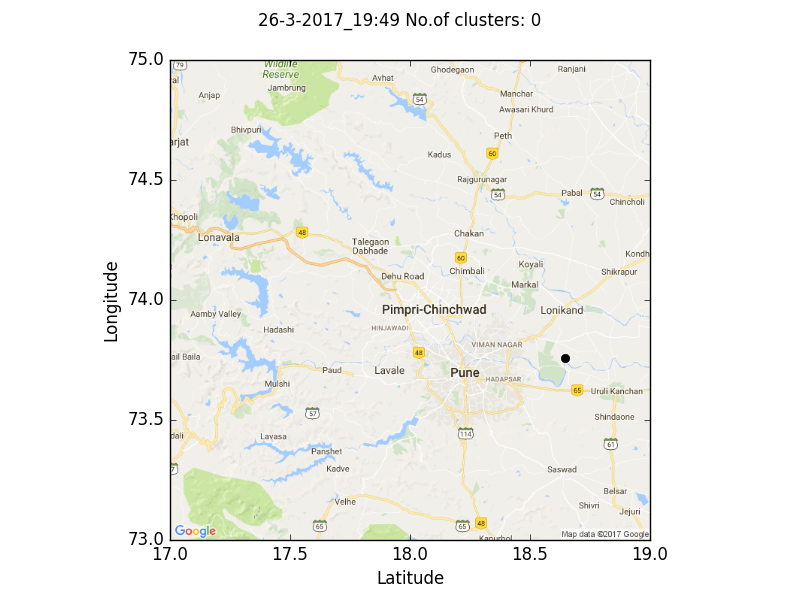 26-3-2017_19:49 No.of clusters: 0
75.0
74.5
74.0
73.5
73.0
Longitude
17.0 17.5 18.0 18.5 19.0
Latitude
79
Wildlife
Reserve
Jambrung
Avhat
Ghodegaon
Ranjani
al
Anjap
54
Manchar
Awasari Khurd
Bhivpuri
Peth
arjat
Kadus
60
Rajgurunagar
54
Pabal
54
Chincholi
Khopoli
48
Lonavala
Talegaon
Dabhade
Chakan
60
Kondh
Koyali
Shikrapur
Dehu Road
Chimbali
Markal
Aamby Valley
Pimpri-Chinchwad
Lonikand
Hadashi
HINJAWADI
VIMAN NAGAR
ail Baila
48
Paud
Lavale
Pune
HADAPSAR
Mulshi
65
Uruli Kanchan
57
Shindaone
dali
Lavasa
114
61
Panshet
Kadve
Saswad
7
Belsar
Velhe
Shivri
Jejuri
65
65
48
Google
Map data ©2017 Google